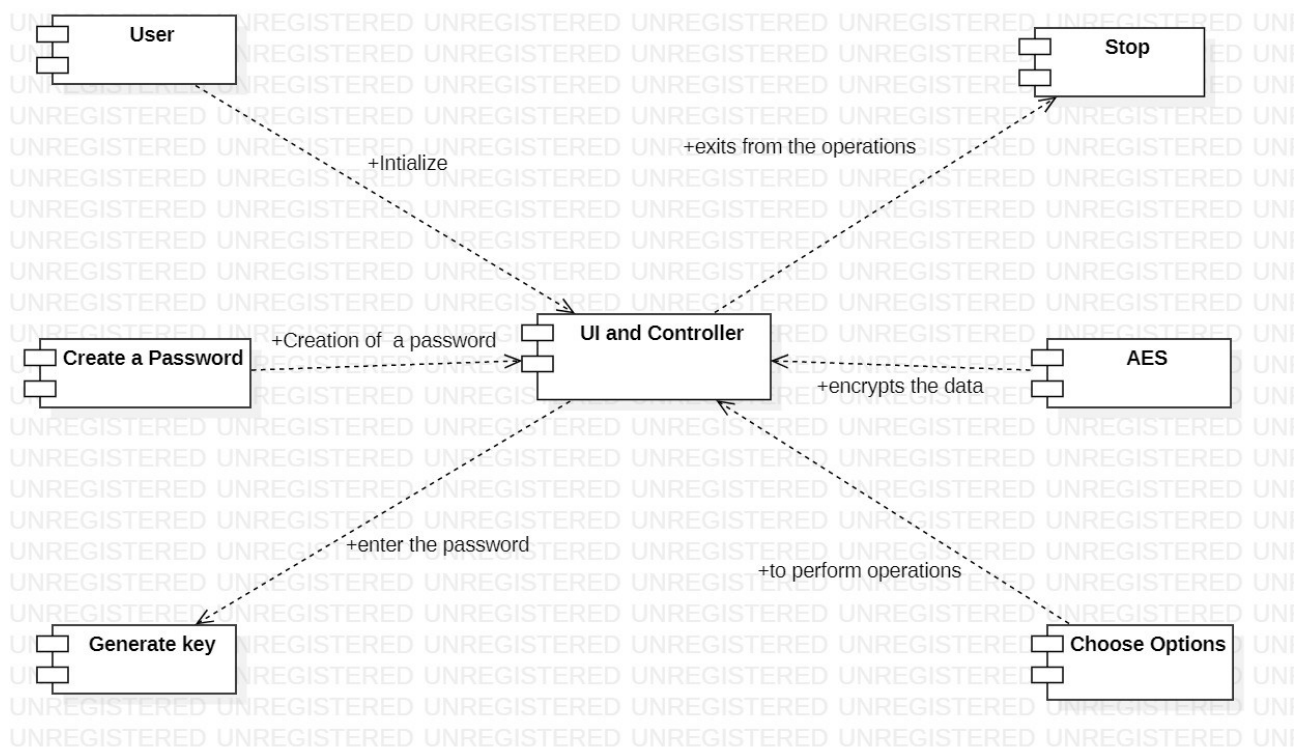 User
Stop
+exits from the operations
+Intialize
UI and Controller
+Creation of  a password
Create a Password
AES
+encrypts the data
+enter the password
+to perform operations
Generate key
Choose Options
UNREGISTERED